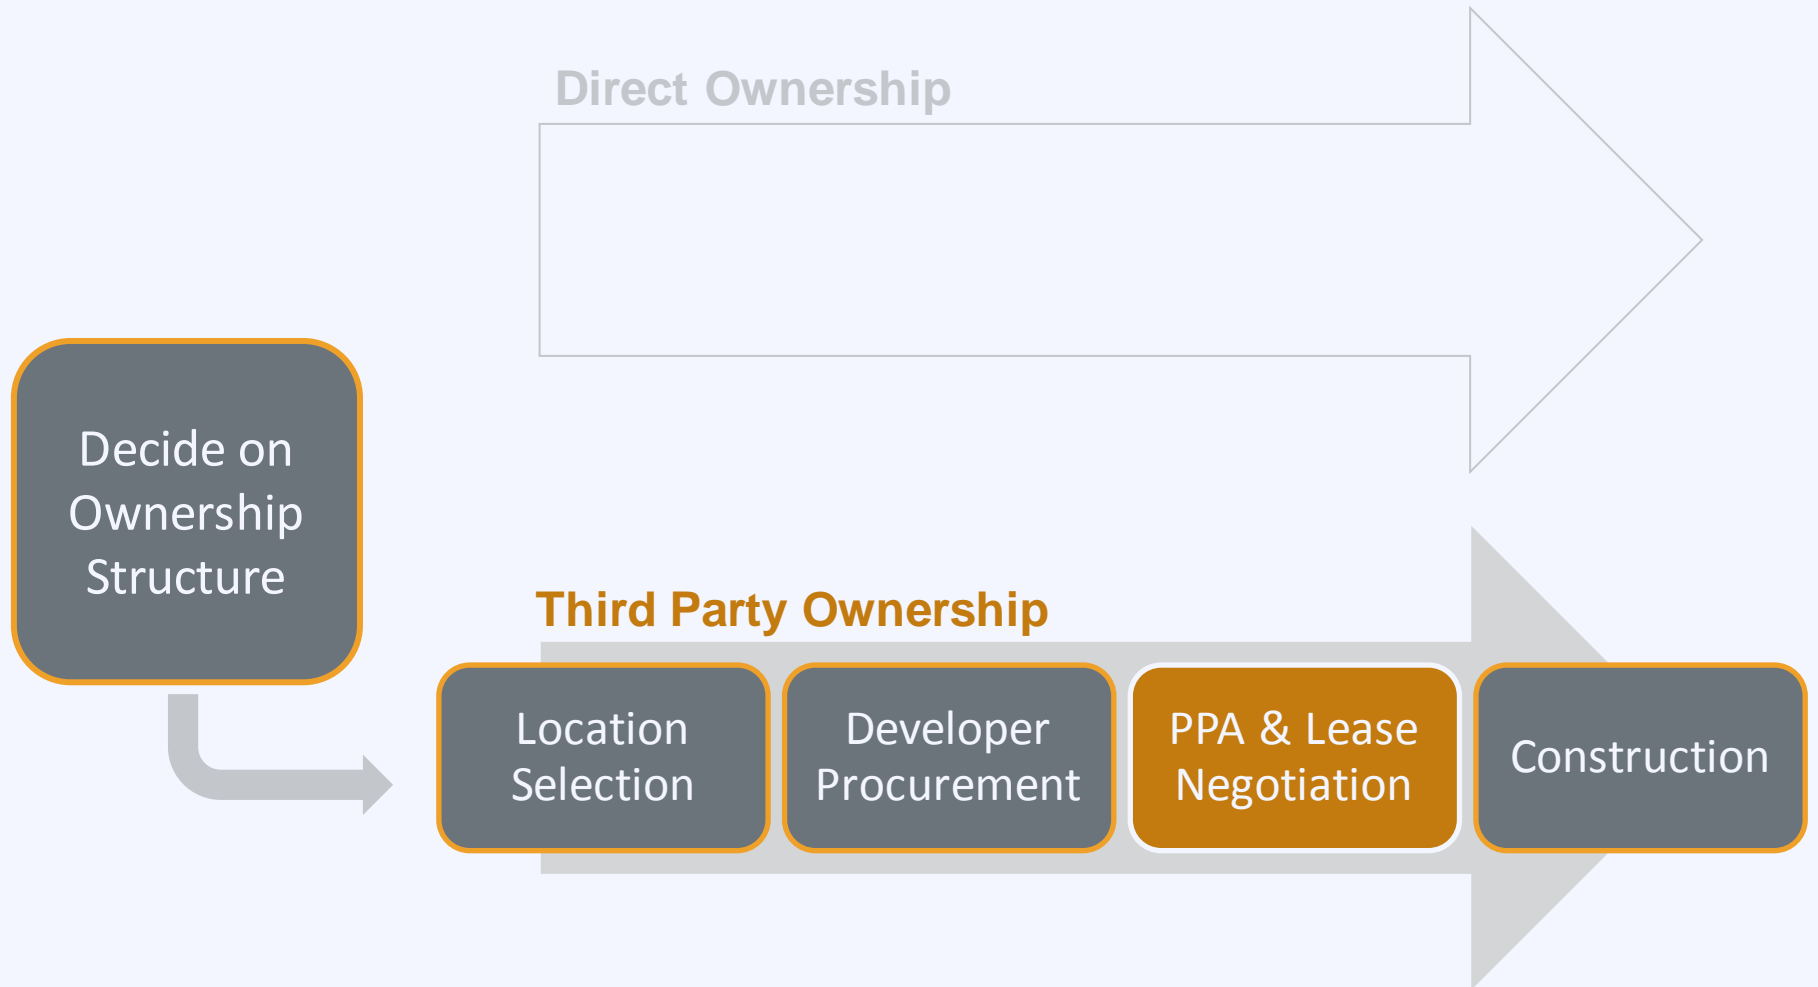 Direct Ownership
Decide on
Ownership
Structure
Third Party Ownership
Location
Selection
Developer
Procurement
PPA & Lease
Negotiation
Construction